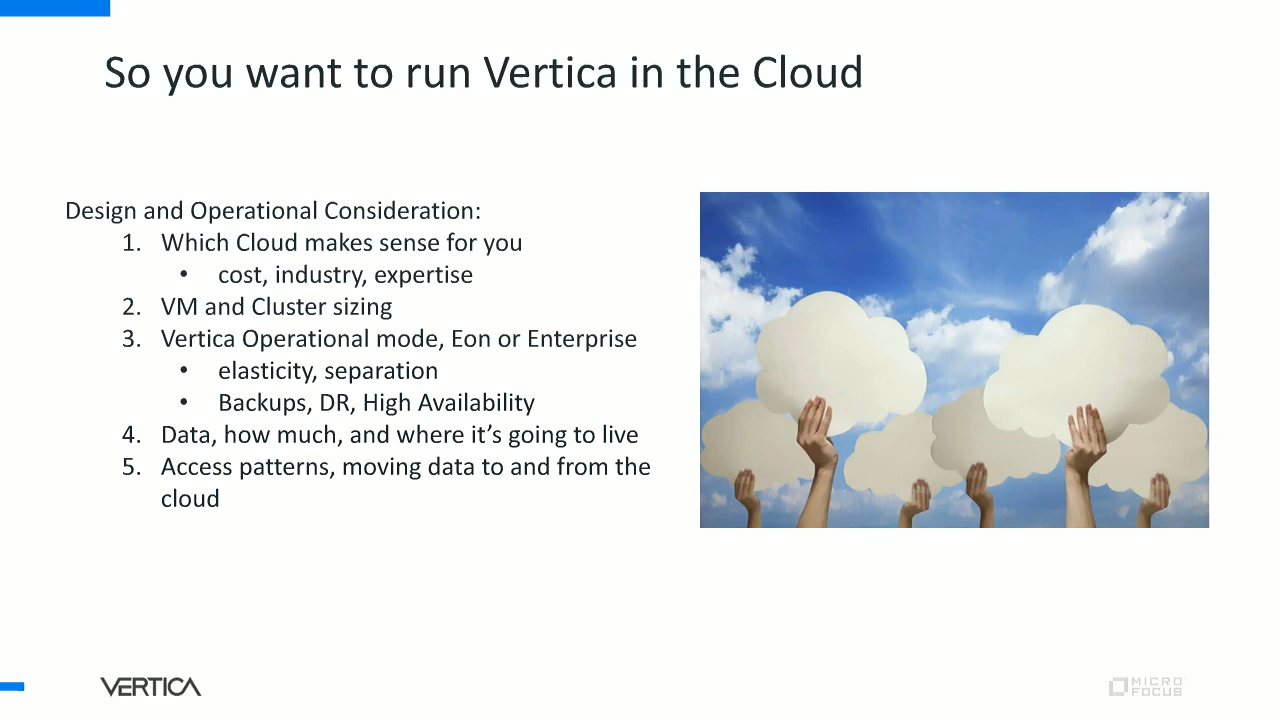 So you want to run Vertica in the Cloud
Design and Operational Consideration:
1. Which Cloud makes sense for you
• cost, industry, expertise
2. VM and Cluster sizing
3. Vertica Operational mode, Eon or Enterprise
• elasticity, separation
• Backups, DR, High Availability
4. Data, how much, and where it’s going to live
5. Access patterns, moving data to and from the
cloud
VERTICA
MICRO
FOCUS